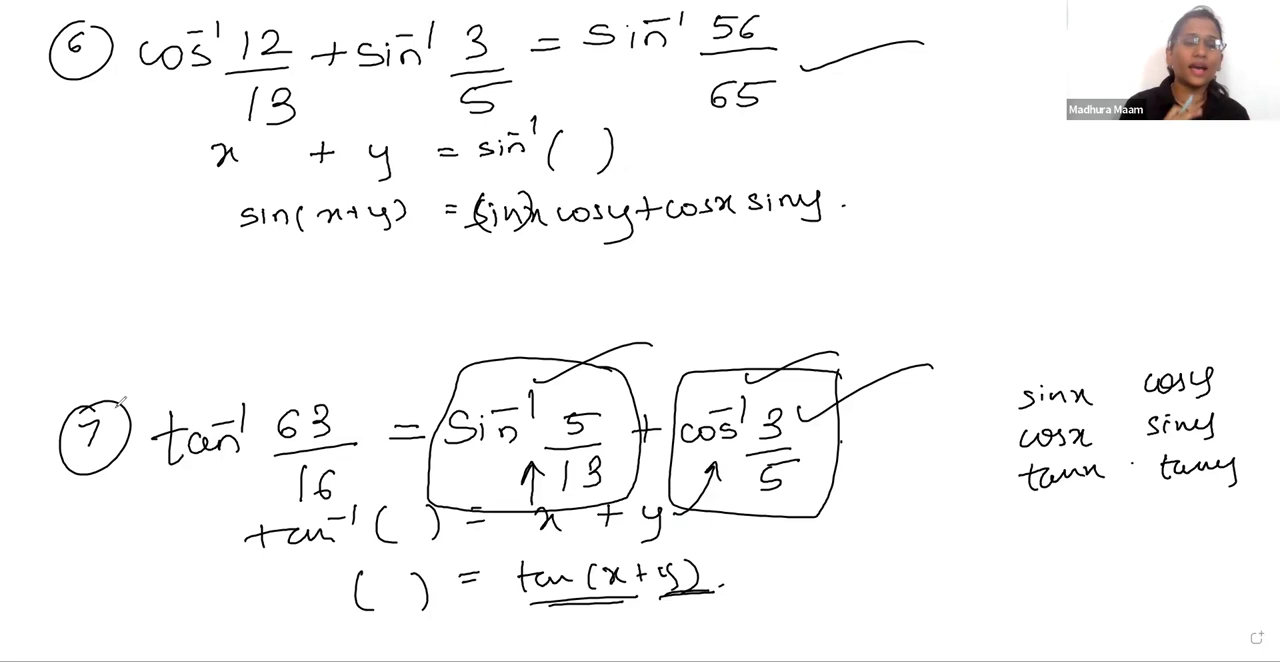 ⑥ cos⁻¹ 12/13 + sin⁻¹ 3/5 = sin⁻¹ 56/65
Madhura Maam
x + y = sin⁻¹ ( )
sin(x+y) = (sin)x cosy + cosx siny .
⑦ tan⁻¹ 63/16 = Sin⁻¹ 5/13 + cos⁻¹ 3/5
tan⁻¹ ( ) = x + y
( ) = tan(x+y).
sinx cosy
cosx siny
tanx . tany